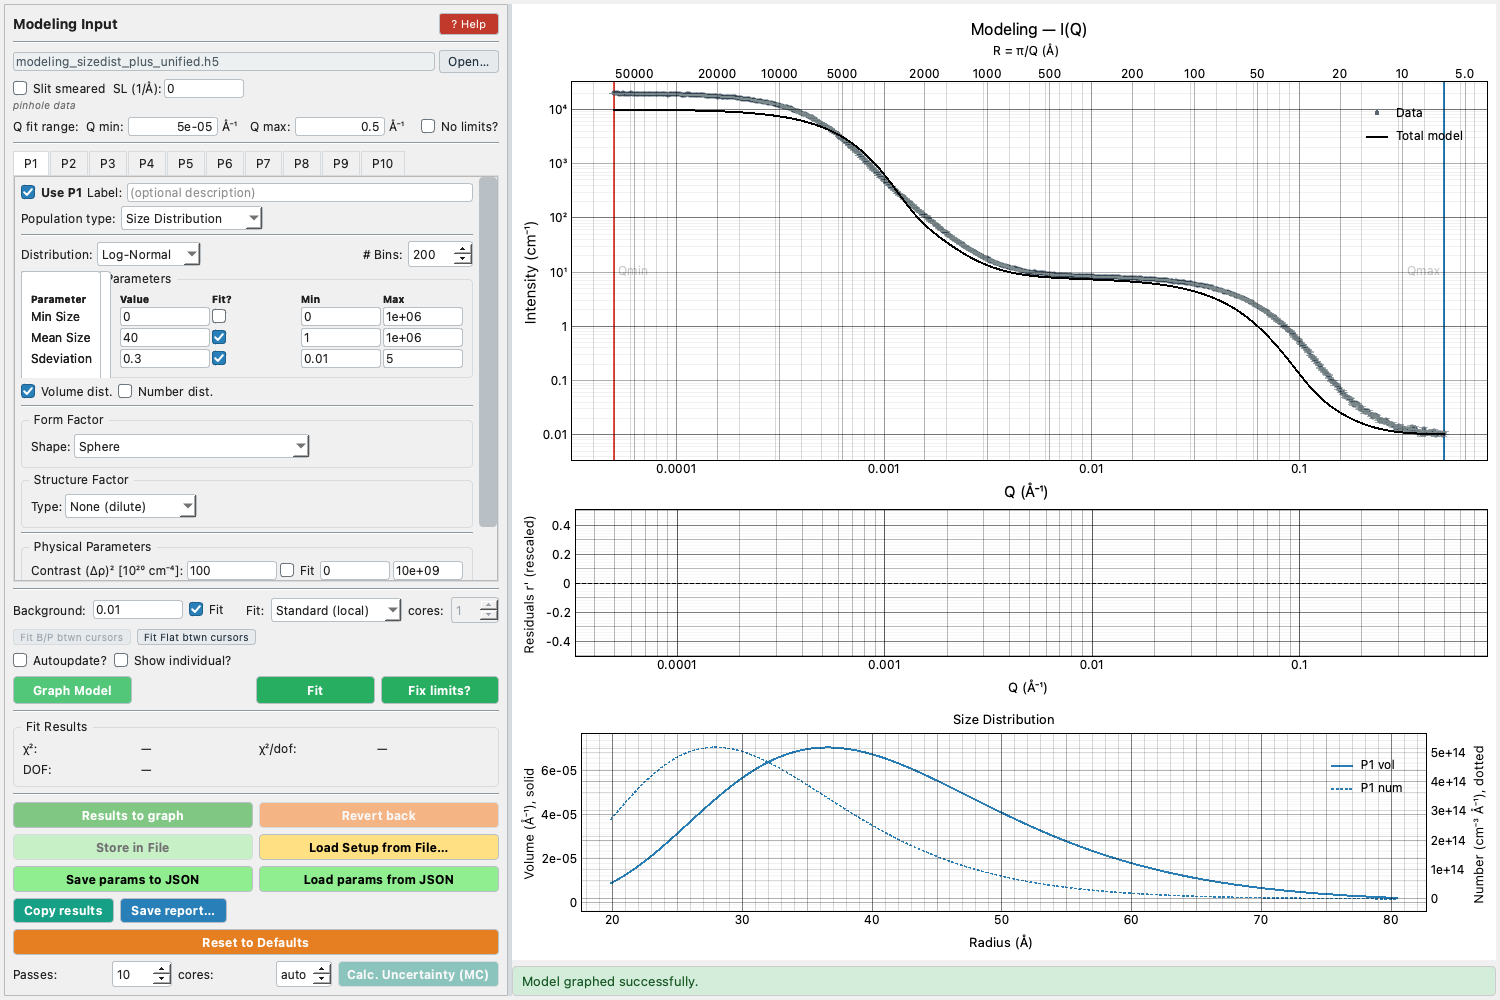 Modeling Input
? Help
modeling_sizedist_plus_unified.h5
Open...
Slit smeared SL (1/Å): 0
pinhole data
Q fit range: Q min: 5e-05 Å⁻¹ Q max: 0.5 Å⁻¹ No limits?
P1 P2 P3 P4 P5 P6 P7 P8 P9 P10
Use P1 Label: (optional description)
Population type: Size Distribution
Distribution: Log-Normal # Bins: 200
Parameters
Parameter Value Fit? Min Max
Min Size 0 0 1e+06
Mean Size 40 1 1e+06
Sdeviation 0.3 0.01 5
Volume dist. Number dist.
Form Factor
Shape: Sphere
Structure Factor
Type: None (dilute)
Physical Parameters
Contrast (Δρ)² [10²⁰ cm⁻⁴]: 100 Fit 0 10e+09
Background: 0.01 Fit Fit: Standard (local) cores: 1
Fit B/P btwn cursors Fit Flat btwn cursors
Autoupdate? Show individual?
Graph Model Fit Fix limits?
Fit Results
χ²: — χ²/dof: —
DOF: —
Results to graph Revert back
Store in File Load Setup from File...
Save params to JSON Load params from JSON
Copy results Save report...
Reset to Defaults
Passes: 10 cores: auto Calc. Uncertainty (MC)
Modeling — I(Q)
R = π/Q (Å)
50000 20000 10000 5000 2000 1000 500 200 100 50 20 10 5.0
Intensity (cm⁻¹)
10⁴
10³
10²
10¹
1
0.1
0.01
Data
Total model
Qmin
Qmax
0.0001 0.001 0.01 0.1
Q (Å⁻¹)
Residuals r' (rescaled)
0.4
0.2
0
-0.2
-0.4
0.0001 0.001 0.01 0.1
Q (Å⁻¹)
Size Distribution
Volume (Å⁻¹), solid
6e-05
4e-05
2e-05
0
P1 vol
P1 num
5e+14
4e+14
3e+14
2e+14
1e+14
0
Number (cm⁻³ Å⁻¹), dotted
20 30 40 50 60 70 80
Radius (Å)
Model graphed successfully.